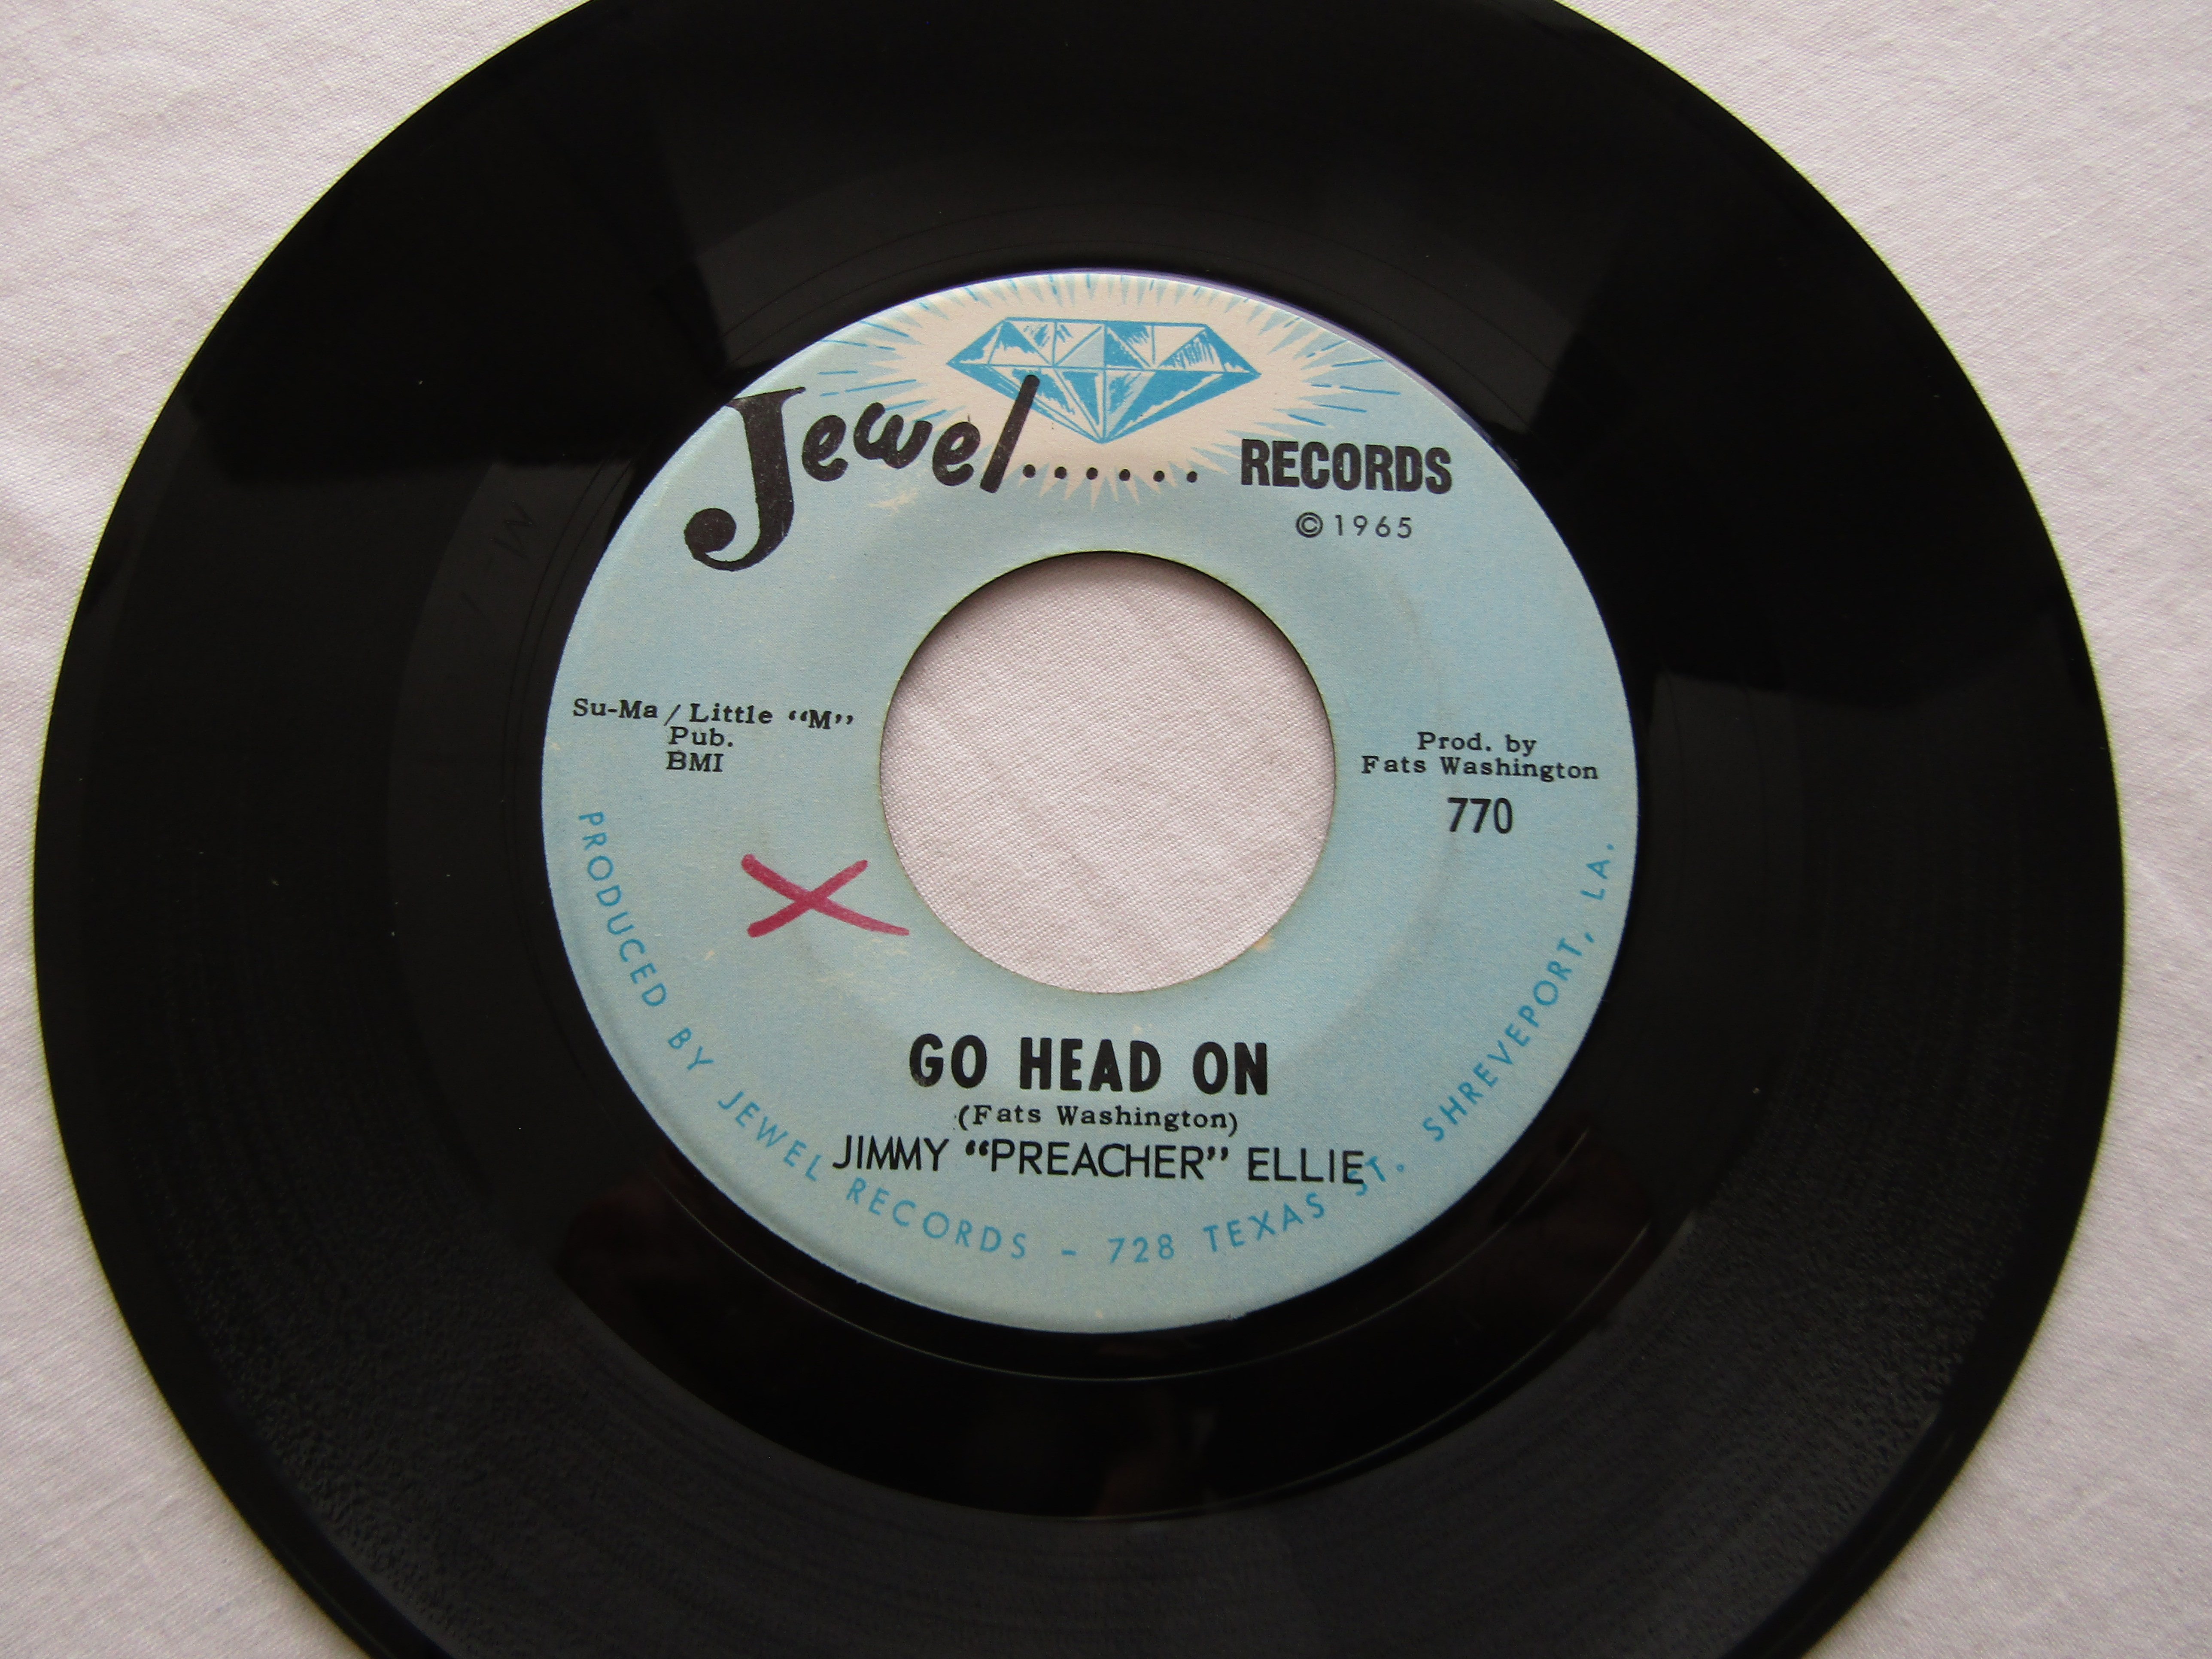 Jewel...... RECORDS
© 1965
Su-Ma / Little “M”
Pub.
BMI
Prod. by
Fats Washington
770
X
GO HEAD ON
(Fats Washington)
JIMMY “PREACHER” ELLIE
PRODUCED BY JEWEL RECORDS - 728 TEXAS ST. SHREVEPORT, LA.